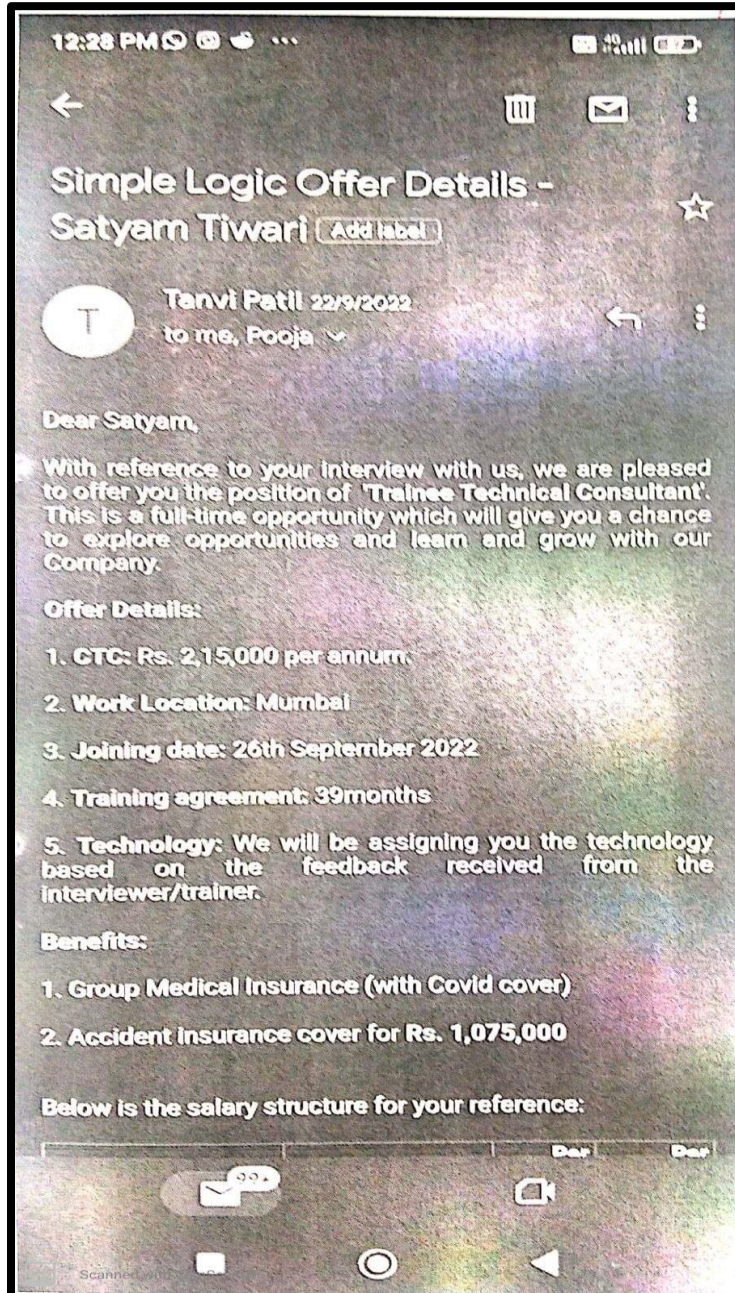 12:28 PM
4G
Simple Logic Offer Details -
Satyam Tiwari Add label
T
Tanvi Patil 22/9/2022
to me, Pooja
Dear Satyam,
With reference to your interview with us, we are pleased
to offer you the position of 'Trainee Technical Consultant'.
This is a full-time opportunity which will give you a chance
to explore opportunities and learn and grow with our
Company.
Offer Details:
1. CTC: Rs. 2,15,000 per annum.
2. Work Location: Mumbai
3. Joining date: 26th September 2022
4. Training agreement: 39months
5. Technology: We will be assigning you the technology
based on the feedback received from the
interviewer/trainer.
Benefits:
1. Group Medical Insurance (with Covid cover)
2. Accident insurance cover for Rs. 1,075,000
Below is the salary structure for your reference:
Per Per
99+
Scanned